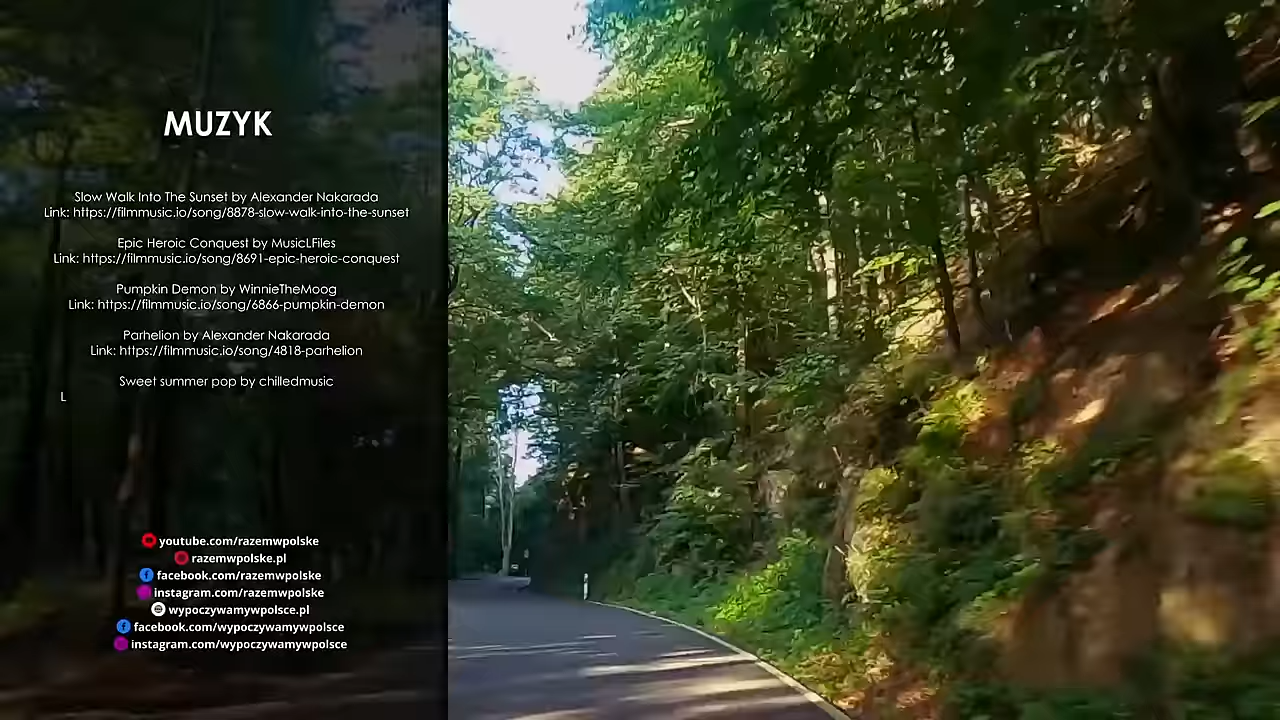 MUZYK
Slow Walk Into The Sunset by Alexander Nakarada
Link: https://filmmusic.io/song/8878-slow-walk-into-the-sunset
Epic Heroic Conquest by MusicLFiles
Link: https://filmmusic.io/song/8691-epic-heroic-conquest
Pumpkin Demon by WinnieTheMoog
Link: https://filmmusic.io/song/6866-pumpkin-demon
Parhelion by Alexander Nakarada
Link: https://filmmusic.io/song/4818-parhelion
Sweet summer pop by chilledmusic
L
youtube.com/razemwpolske
razemwpolske.pl
facebook.com/razemwpolske
instagram.com/razemwpolske
wypoczywamywpolsce.pl
facebook.com/wypoczywamywpolsce
instagram.com/wypoczywamywpolsce